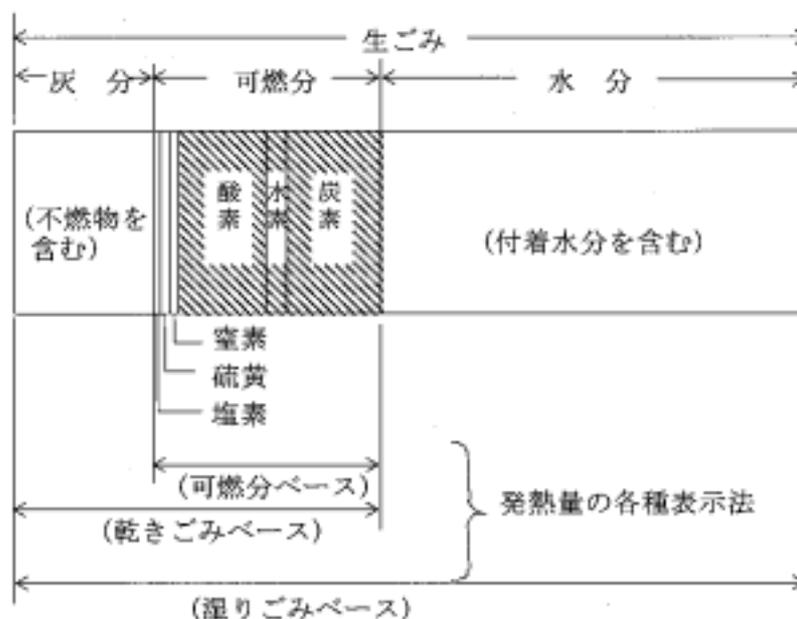 生ごみ
灰 分
可燃分
水 分
(不燃物を
含む)
酸素
水素
炭素
(付着水分を含む)
窒素
硫黄
塩素
(可燃分ベース)
(乾きごみベース)
(湿りごみベース)
発熱量の各種表示法